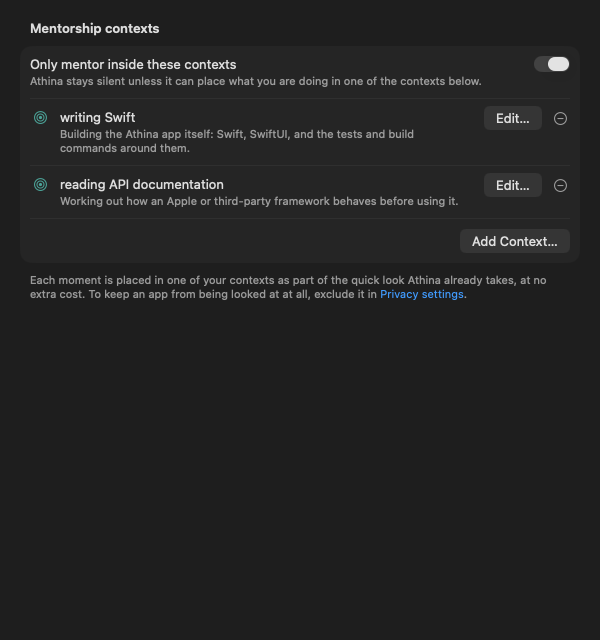 Mentorship contexts
Only mentor inside these contexts
Athina stays silent unless it can place what you are doing in one of the contexts below.
writing Swift
Edit...
Building the Athina app itself: Swift, SwiftUI, and the tests and build
commands around them.
reading API documentation
Edit...
Working out how an Apple or third-party framework behaves before using it.
Add Context...
Each moment is placed in one of your contexts as part of the quick look Athina already takes, at no
extra cost. To keep an app from being looked at at all, exclude it in Privacy settings.